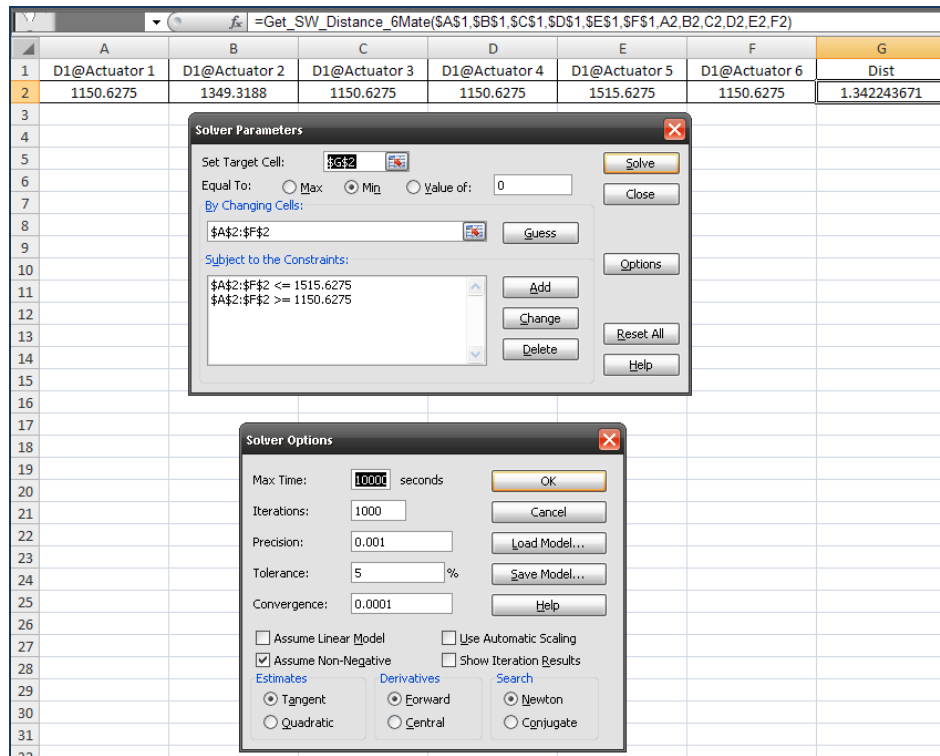 fx =Get_SW_Distance_6Mate($A$1,$B$1,$C$1,$D$1,$E$1,$F$1,A2,B2,C2,D2,E2,F2)
A B C D E F G
1 D1@Actuator 1 D1@Actuator 2 D1@Actuator 3 D1@Actuator 4 D1@Actuator 5 D1@Actuator 6 Dist
2 1150.6275 1349.3188 1150.6275 1150.6275 1515.6275 1150.6275 1.342243671
3
4
5
6
7
8
9
10
11
12
13
14
15
16
17
18
19
20
21
22
23
24
25
26
27
28
29
30
31
Solver Parameters
Set Target Cell: $G$2 Solve
Equal To: Max Min Value of: 0 Close
By Changing Cells:
$A$2:$F$2 Guess
Subject to the Constraints: Options
$A$2:$F$2 <= 1515.6275 Add
$A$2:$F$2 >= 1150.6275
Change
Reset All
Delete
Help
Solver Options
Max Time: 10000 seconds OK
Iterations: 1000 Cancel
Precision: 0.001 Load Model...
Tolerance: 5 % Save Model...
Convergence: 0.0001 Help
Assume Linear Model Use Automatic Scaling
Assume Non-Negative Show Iteration Results
Estimates Derivatives Search
Tangent Forward Newton
Quadratic Central Conjugate